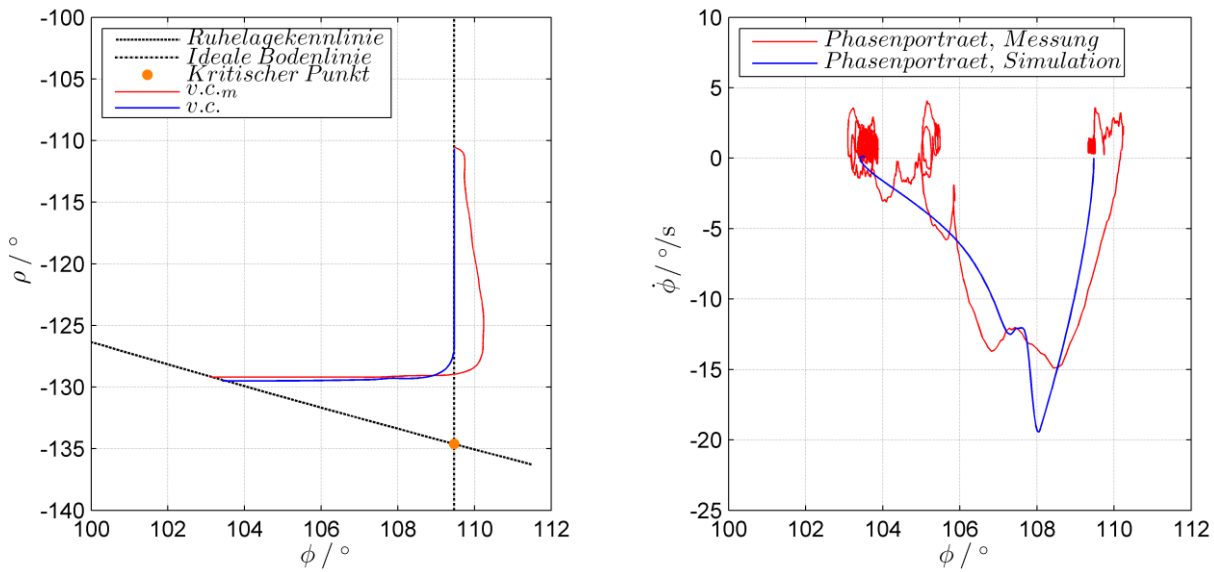 -100
-105
-110
-115
-120
-125
-130
-135
-140
ρ / °
100
102
104
106
108
110
112
ϕ / °
Ruhelagekennlinie
Ideale Bodenlinie
Kritischer Punkt
v.c.m
v.c.
10
5
0
-5
-10
-15
-20
-25
ϕ̇ / °/s
100
102
104
106
108
110
112
ϕ / °
Phasenportraet, Messung
Phasenportraet, Simulation